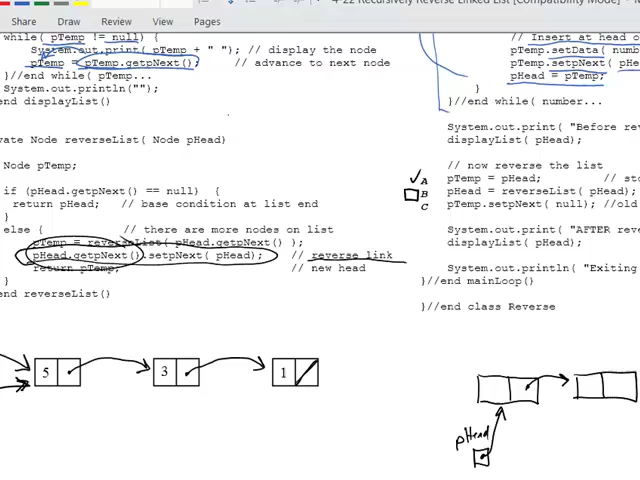 4-22 Recursively Reverse Linked List [Compatibility Mode] -
Review
Share
Pages
while( pTemp != null) {
System.out.print( pTemp + " "); // display the node
pTemp = pTemp.getpNext(); // advance to next node
}//end while( pTemp...
System.out.println("");
end displayList()
vate Node reverseList( Node pHead)
Node pTemp;
if (pHead.getpNext() == null) {
return pHead; // base condition at list end
}
else { // there are more nodes on list
pTemp = reverseList( pHead.getpNext() );
pHead.getpNext().setpNext( pHead); // reverse link
return pTemp; // new head
}
end reverseList()
// Insert at head o
pTemp.setData( numb
pTemp.setpNext( pHe
pHead = pTemp;
}
}//end while( number...
System.out.print( "Before rev
displayList( pHead);
// now reverse the list
A pTemp = pHead; // sto
B pHead = reverseList( pHead);
C pTemp.setpNext( null); //old
System.out.print( "AFTER rever
displayList( pHead);
System.out.println( "Exiting
}//end mainLoop()
}//end class Reverse
5 3 1
pHead